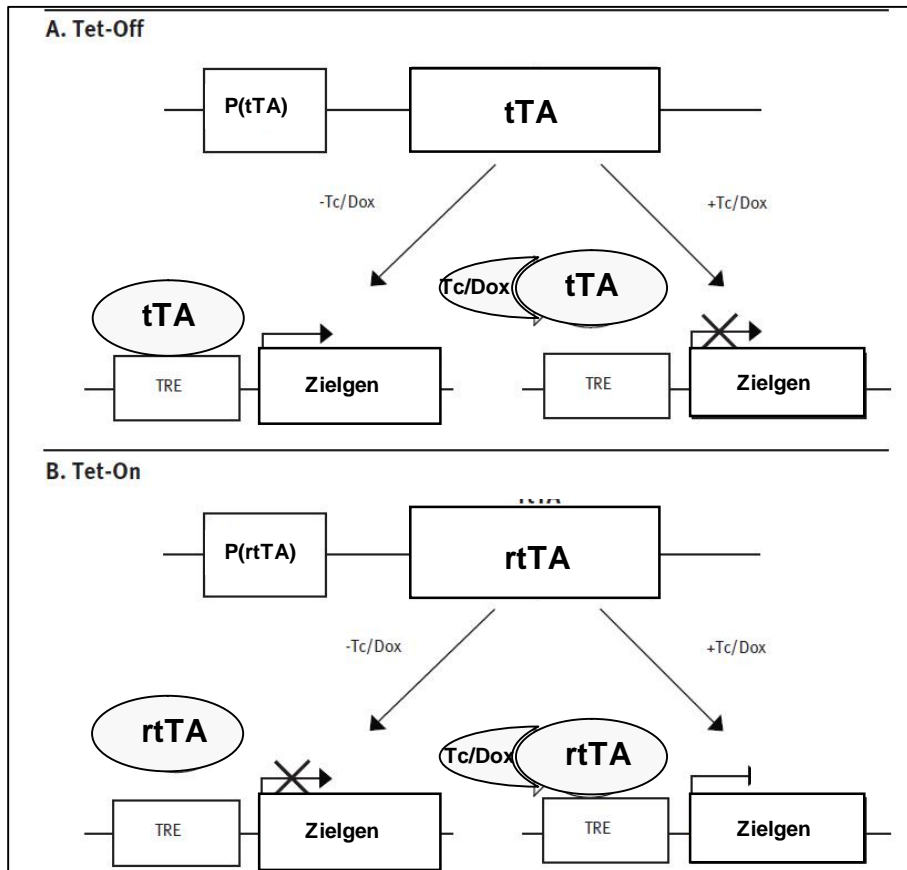 A. Tet-Off
P(tTA)
tTA
-Tc/Dox
+Tc/Dox
tTA
Tc/Dox
tTA
TRE
Zielgen
TRE
Zielgen
B. Tet-On
P(rtTA)
rtTA
-Tc/Dox
+Tc/Dox
rtTA
Tc/Dox
rtTA
TRE
Zielgen
TRE
Zielgen